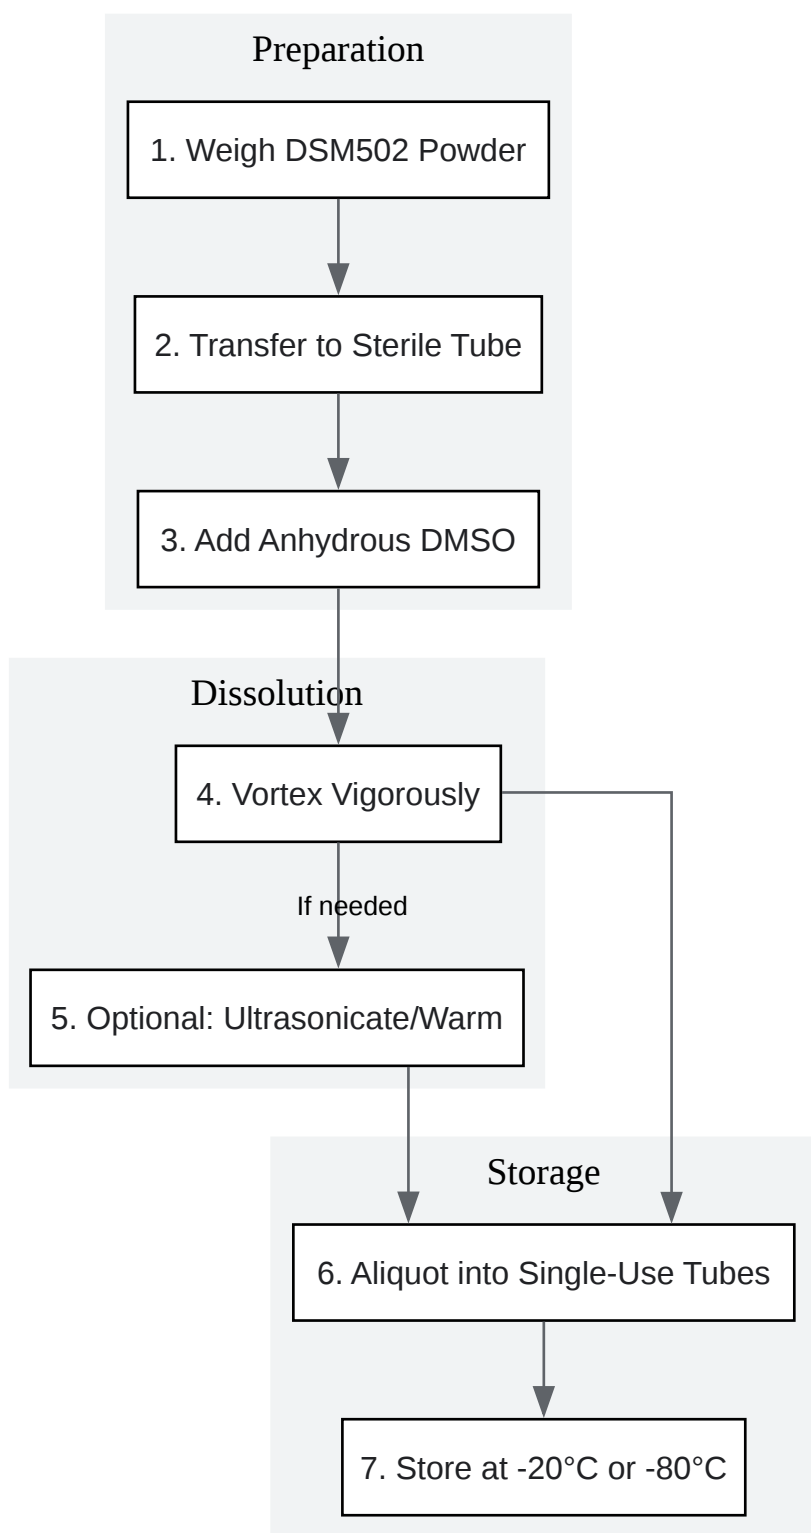 Preparation
1. Weigh DSM502 Powder
2. Transfer to Sterile Tube
3. Add Anhydrous DMSO
Dissolution
4. Vortex Vigorously
If needed
5. Optional: Ultrasonicate/Warm
Storage
6. Aliquot into Single-Use Tubes
7. Store at -20°C or -80°C